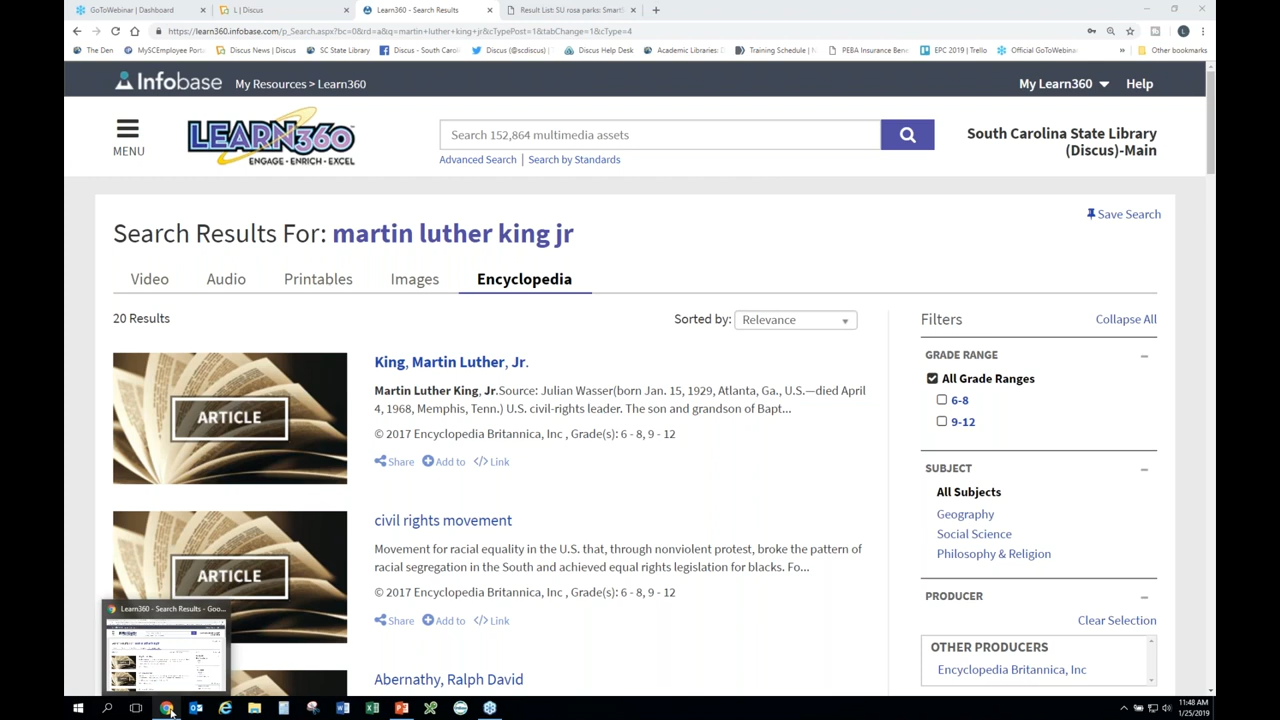 GoToWebinar | Dashboard
L | Discus
Learn360 - Search Results
Result List: SU rosa parks: SmartS
https://learn360.infobase.com/p_Search.aspx?bc=0&rd=a&q=martin+luther+king+jr&cTypePost=1&tabChange=1&cType=4
The Den
MySCEmployee Port
Discus News | Discus
SC State Library
Discus - South Carol
Twitter (@scdiscus) |
Discus Help Desk
Academic Libraries:
Training Schedule | N
PEBA Insurance Bene
EPC 2019 | Trello
Official GoToWebina
Other bookmarks
Infobase
My Resources > Learn360
My Learn360
Help
MENU
LEARN360
ENGAGE • ENRICH • EXCEL
Search 152,864 multimedia assets
Advanced Search | Search by Standards
South Carolina State Library
(Discus)-Main
Save Search
Search Results For: martin luther king jr
Video
Audio
Printables
Images
Encyclopedia
20 Results
Sorted by: Relevance
Filters
Collapse All
ARTICLE
King, Martin Luther, Jr.
Martin Luther King, Jr.Source: Julian Wasser(born Jan. 15, 1929, Atlanta, Ga., U.S.—died April
4, 1968, Memphis, Tenn.) U.S. civil-rights leader. The son and grandson of Bapt...
© 2017 Encyclopedia Britannica, Inc , Grade(s): 6 - 8, 9 - 12
Share Add to </> Link
GRADE RANGE
All Grade Ranges
6-8
9-12
SUBJECT
All Subjects
Geography
Social Science
Philosophy & Religion
ARTICLE
civil rights movement
Movement for racial equality in the U.S. that, through nonviolent protest, broke the pattern of
racial segregation in the South and achieved equal rights legislation for blacks. Fo...
© 2017 Encyclopedia Britannica, Inc , Grade(s): 6 - 8, 9 - 12
Share Add to </> Link
PRODUCER
Clear Selection
OTHER PRODUCERS
Encyclopedia Britannica, Inc
Learn360 - Search Results - Goo...
Abernathy, Ralph David
11:48 AM
1/25/2019